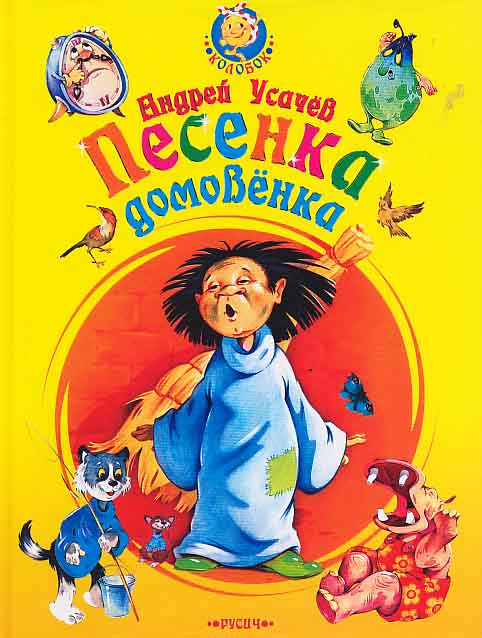 КОЛОБОК
Андрей Усачёв
Песенка
домовёнка
•РУСИЧ•